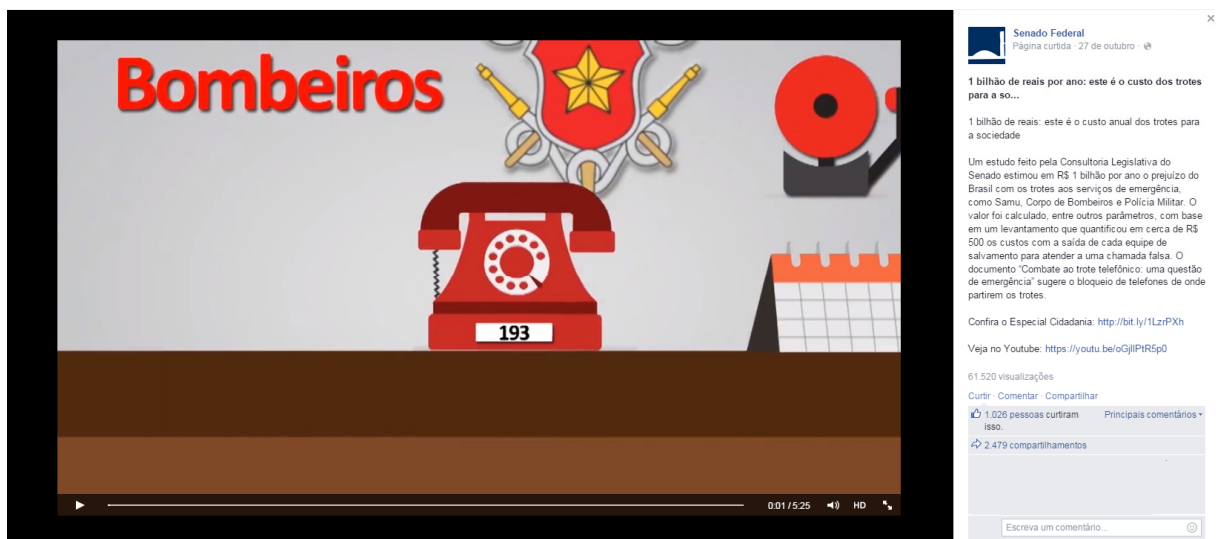 Bombeiros
193
0:01 / 5:25
HD
×
Senado Federal
Página curtida · 27 de outubro ·
1 bilhão de reais por ano: este é o custo dos trotes
para a so...
1 bilhão de reais: este é o custo anual dos trotes para
a sociedade
Um estudo feito pela Consultoria Legislativa do
Senado estimou em R$ 1 bilhão por ano o prejuízo do
Brasil com os trotes aos serviços de emergência,
como Samu, Corpo de Bombeiros e Polícia Militar. O
valor foi calculado, entre outros parâmetros, com base
em um levantamento que quantificou em cerca de R$
500 os custos com a saída de cada equipe de
salvamento para atender a uma chamada falsa. O
documento "Combate ao trote telefônico: uma questão
de emergência" sugere o bloqueio de telefones de onde
partirem os trotes.
Confira o Especial Cidadania: http://bit.ly/1LzrPXh
Veja no Youtube: https://youtu.be/oGjllPtR5p0
61.520 visualizações
Curtir · Comentar · Compartilhar
1.026 pessoas curtiram
isso.
Principais comentários
2.479 compartilhamentos
Escreva um comentário...